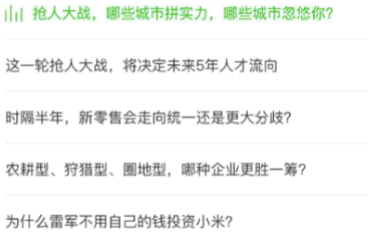 抢人大战，哪些城市拼实力，哪些城市忽悠你？
这一轮抢人大战，将决定未来5年人才流向
时隔半年，新零售会走向统一还是更大分歧？
农耕型、狩猎型、圈地型，哪种企业更胜一筹？
为什么雷军不用自己的钱投资小米？